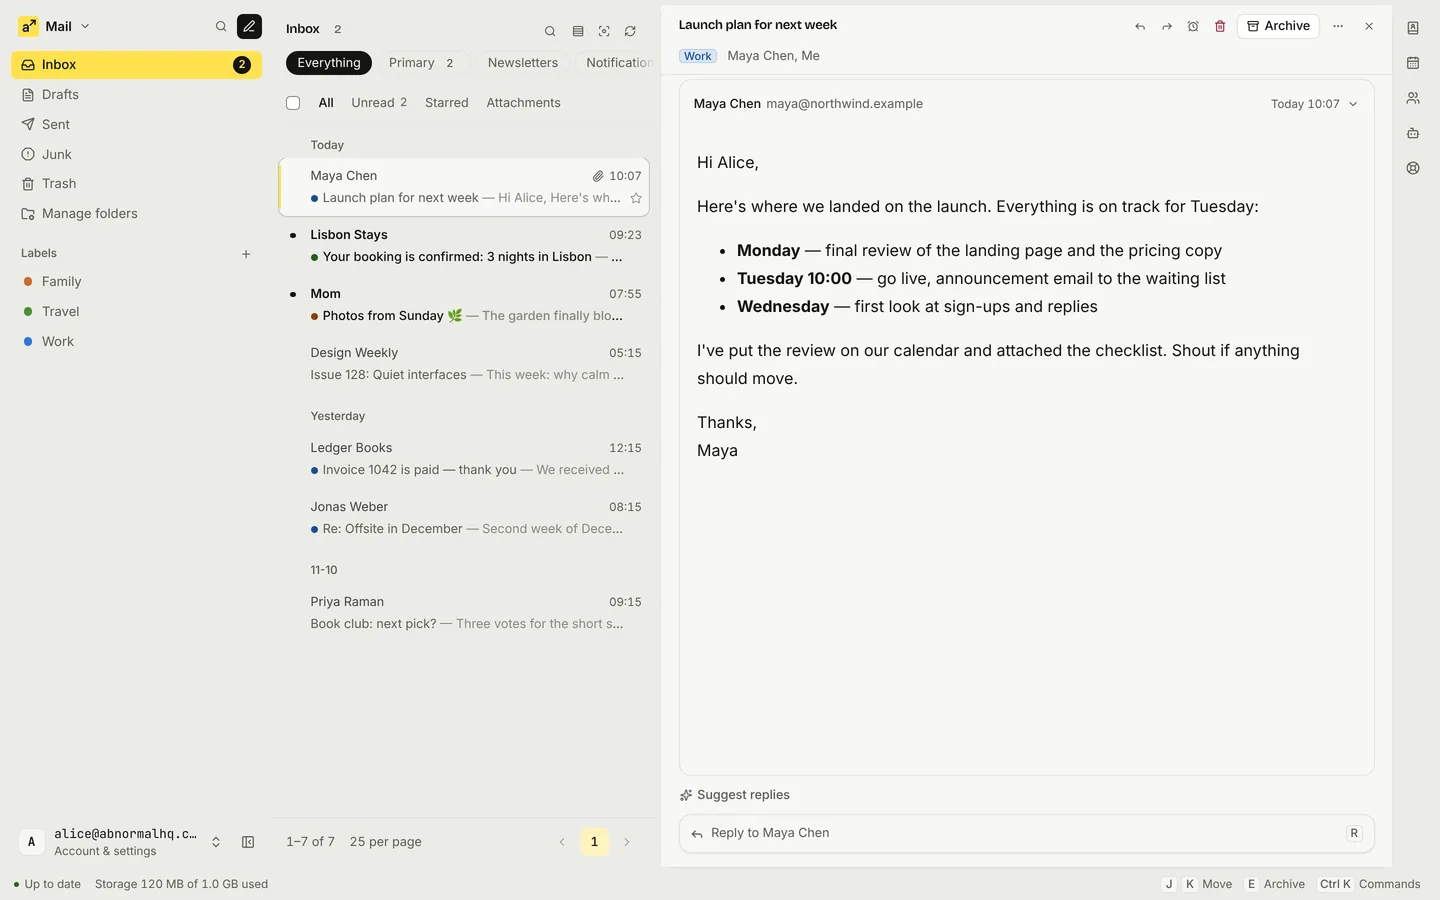 a Mail
Inbox 2
Drafts
Sent
Junk
Trash
Manage folders
Labels
Family
Travel
Work
A alice@abnormalhq.c…
Account & settings
Up to date Storage 120 MB of 1.0 GB used
Inbox 2
Everything Primary 2 Newsletters Notification
All Unread 2 Starred Attachments
Today
Maya Chen 10:07
Launch plan for next week — Hi Alice, Here's wh…
Lisbon Stays 09:23
Your booking is confirmed: 3 nights in Lisbon — …
Mom 07:55
Photos from Sunday 🌿 — The garden finally blo…
Design Weekly 05:15
Issue 128: Quiet interfaces — This week: why calm …
Yesterday
Ledger Books 12:15
Invoice 1042 is paid — thank you — We received …
Jonas Weber 08:15
Re: Offsite in December — Second week of Dece…
11-10
Priya Raman 09:15
Book club: next pick? — Three votes for the short s…
1–7 of 7 25 per page 1
Launch plan for next week Archive
Work Maya Chen, Me
Maya Chen maya@northwind.example Today 10:07
Hi Alice,
Here's where we landed on the launch. Everything is on track for Tuesday:
• Monday — final review of the landing page and the pricing copy
• Tuesday 10:00 — go live, announcement email to the waiting list
• Wednesday — first look at sign-ups and replies
I've put the review on our calendar and attached the checklist. Shout if anything
should move.
Thanks,
Maya
Suggest replies
Reply to Maya Chen R
J K Move E Archive Ctrl K Commands